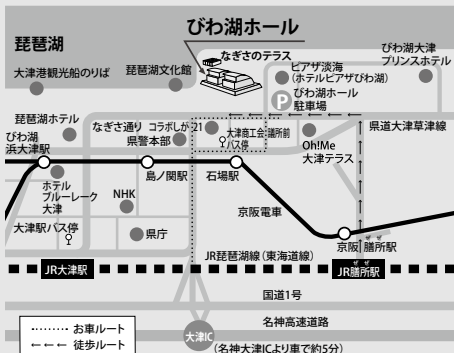 びわ湖ホール
琵琶湖
なぎさのテラス
大津港観光船のりば
琵琶湖文化館
ピアザ淡海
(ホテルピアザびわ湖)
びわ湖大津
プリンスホテル
P
びわ湖ホール
駐車場
琵琶湖ホテル
なぎさ通り
コラボしが21
県警本部
大津商工会議所前
バス停
Oh!Me
大津テラス
県道大津草津線
びわ湖
浜大津駅
島ノ関駅
石場駅
ホテル
ブルーレーク
大津
NHK
京阪電車
大津駅バス停
県庁
ぜぜ
京阪膳所駅
JR琵琶湖線(東海道線)
JR大津駅
ぜぜ
JR膳所駅
国道1号
名神高速道路
大津IC
(名神大津ICより車で約5分)
お車ルート
徒歩ルート